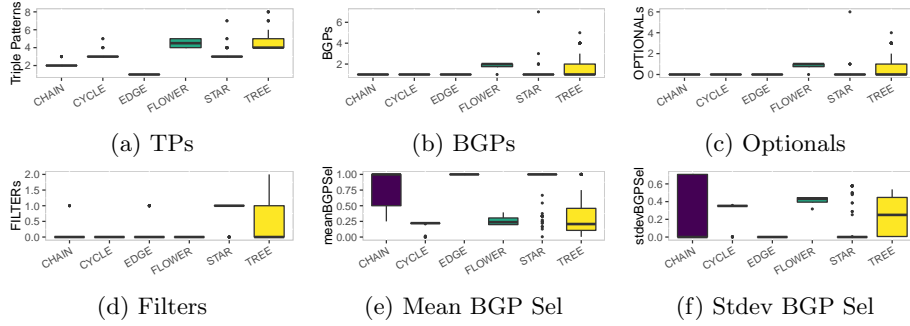 Triple Patterns
8
6
4
2
CHAIN CYCLE EDGE FLOWER STAR TREE
(a) TPs
BGPs
6
4
2
CHAIN CYCLE EDGE FLOWER STAR TREE
(b) BGPs
OPTIONALs
6
4
2
0
CHAIN CYCLE EDGE FLOWER STAR TREE
(c) Optionals
FILTERs
2.0
1.5
1.0
0.5
0.0
CHAIN CYCLE EDGE FLOWER STAR TREE
(d) Filters
meanBGPSel
1.00
0.75
0.50
0.25
0.00
CHAIN CYCLE EDGE FLOWER STAR TREE
(e) Mean BGP Sel
stdevBGPSel
0.6
0.4
0.2
0.0
CHAIN CYCLE EDGE FLOWER STAR TREE
(f) Stdev BGP Sel